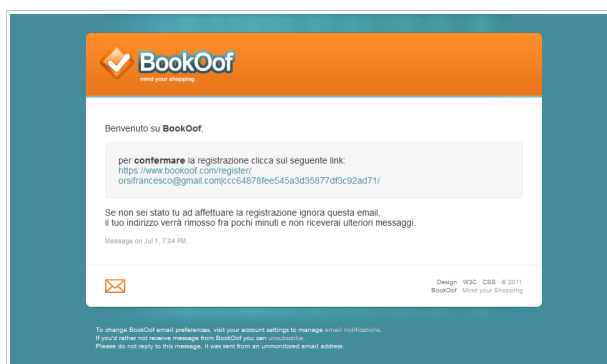 BookOof
mind your shopping
Benvenuto su BookOof,
per confermare la registrazione clicca sul seguente link:
https://www.bookoof.com/register/
orsifrancesco@gmail.com|ccc64878fee545a3d35877df3c92ad71/
Se non sei stato tu ad affettuare la registrazione ignora questa email,
il tuo indirizzo verrà rimosso fra pochi minuti e non riceverai ulteriori messaggi.
Message on Jul 1, 7:04 PM.
Design · W3C · CSS · © 2011
BookOof · Mind your Shopping
To change BookOof email preferences, visit your account settings to manage email notifications.
If you'd rather not receive message from BookOof you can unsubscribe.
Please do not reply to this message, it was sent from an unmonitored email address.